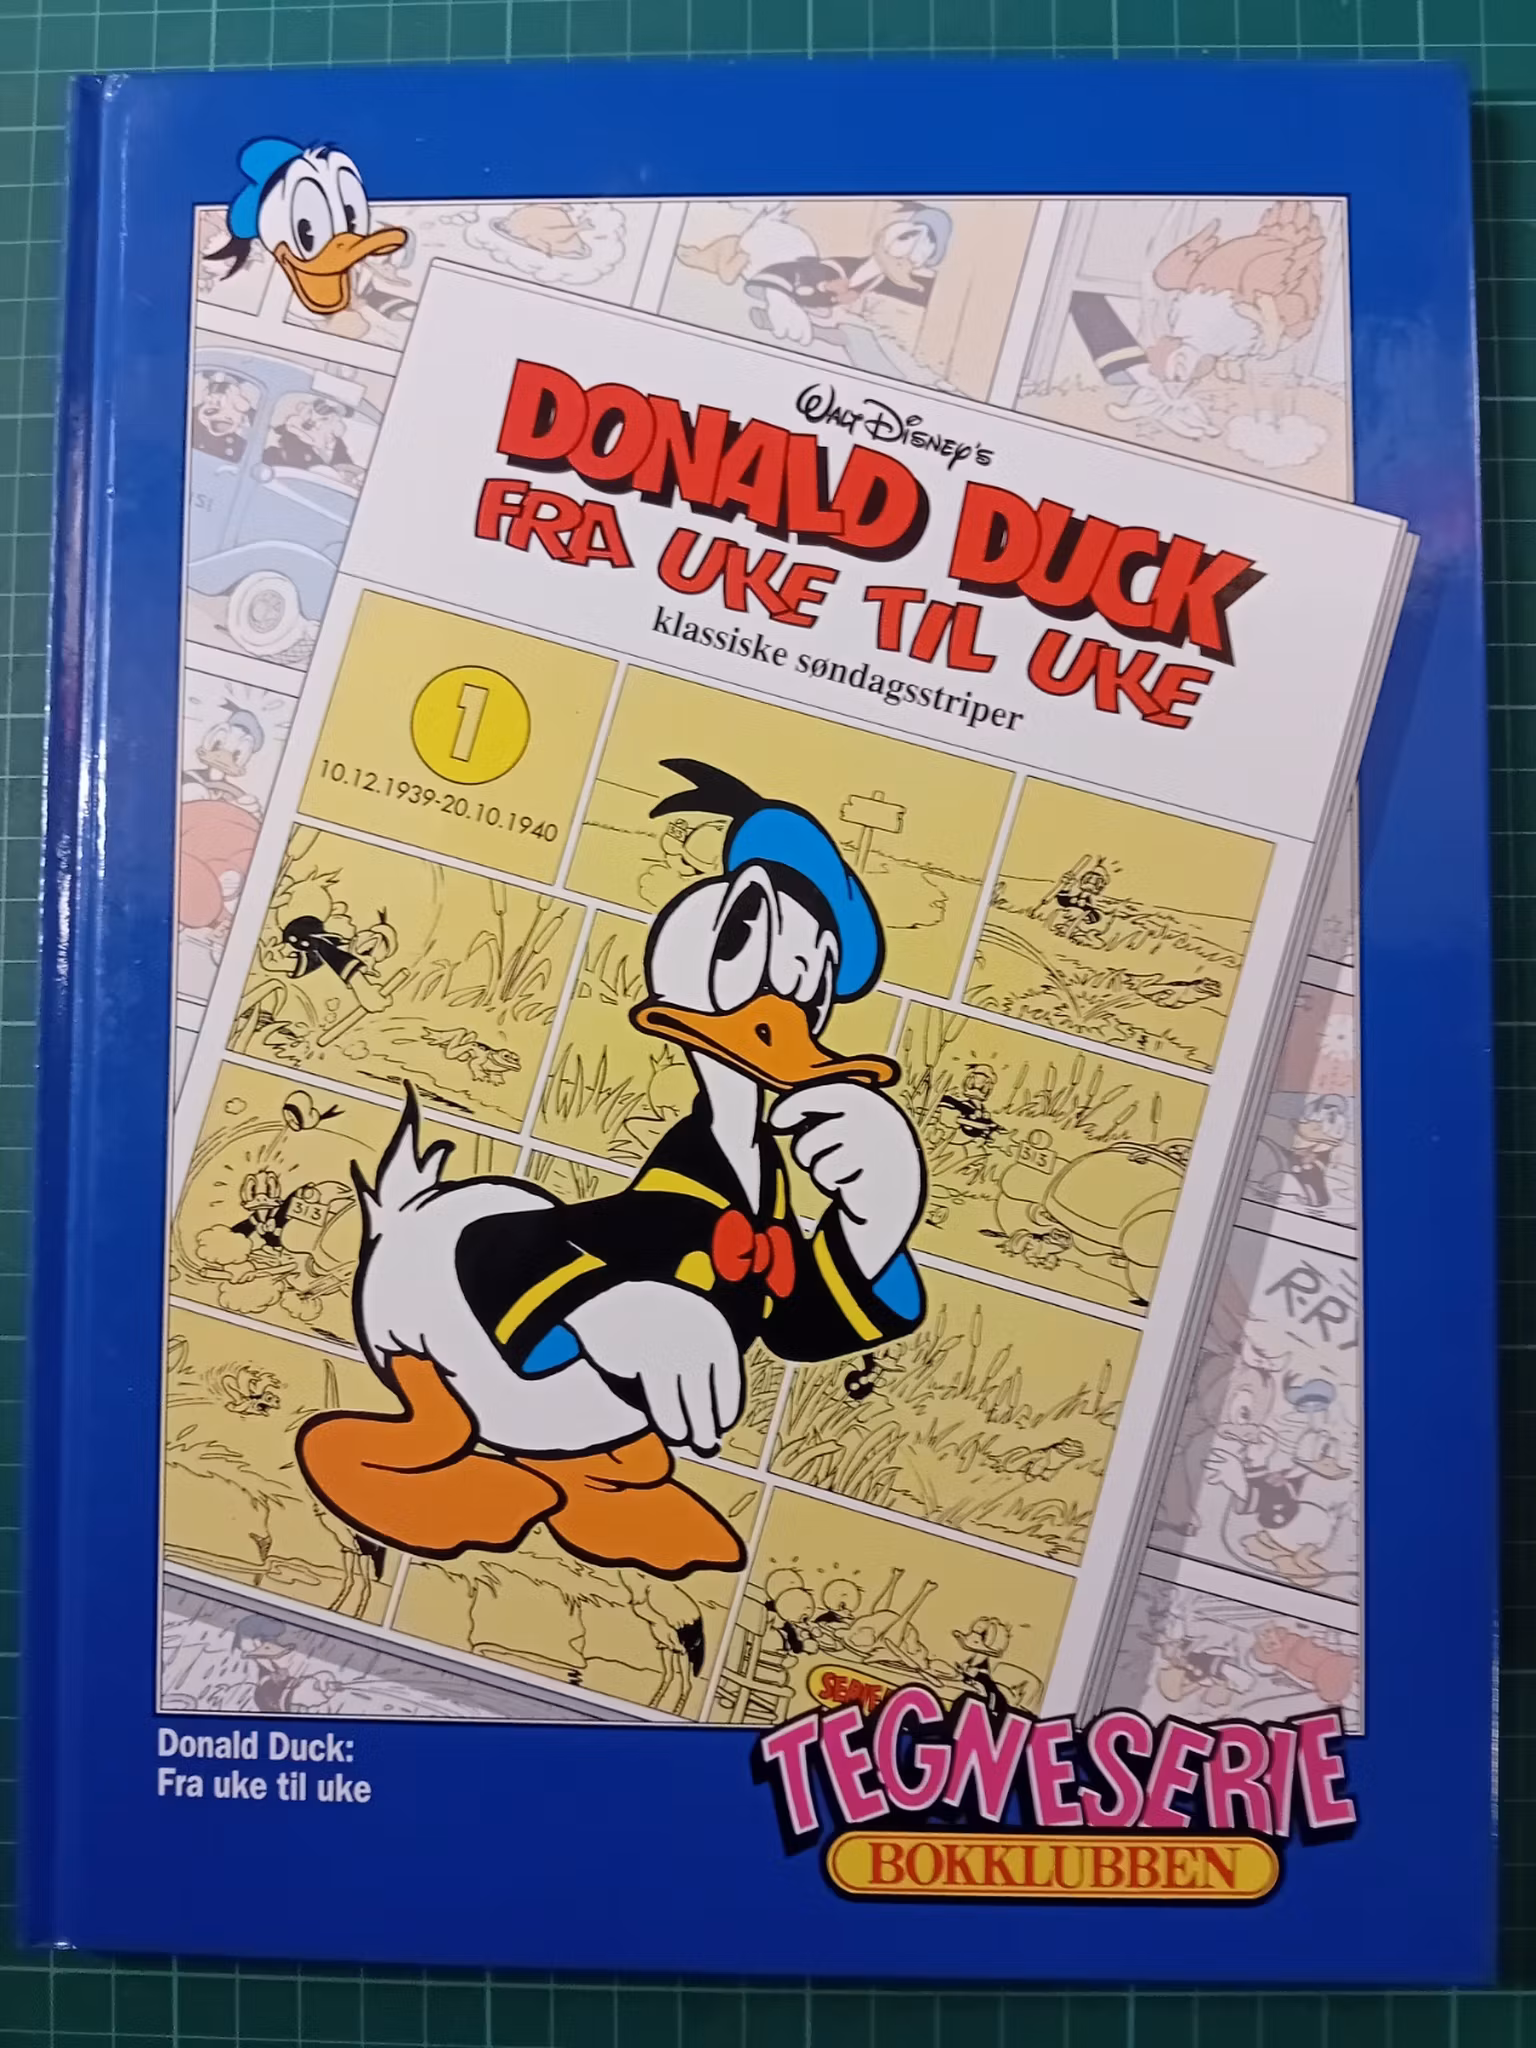 WALT DISNEY'S
DONALD DUCK
FRA UKE TIL UKE
klassiske søndagsstriper
1
10.12.1939-20.10.1940
313
313
R-R
TEGNESERIE
BOKKLUBBEN
Donald Duck:
Fra uke til uke